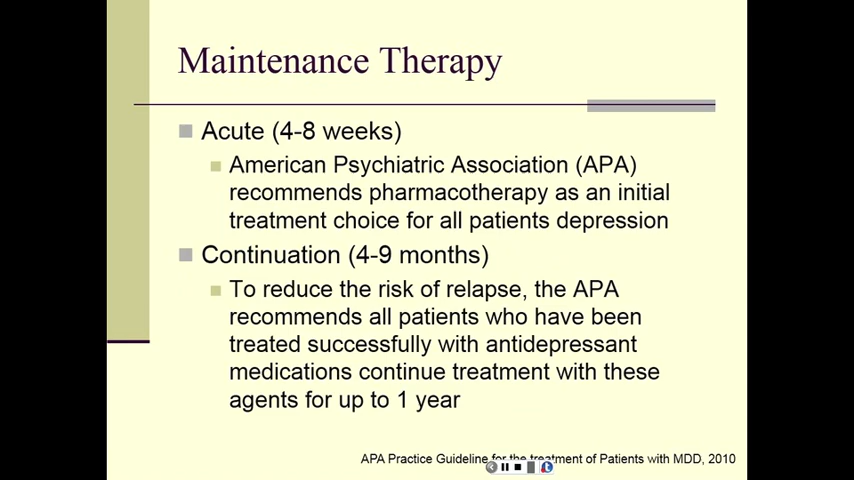 Maintenance Therapy
Acute (4-8 weeks)
American Psychiatric Association (APA)
recommends pharmacotherapy as an initial
treatment choice for all patients depression
Continuation (4-9 months)
To reduce the risk of relapse, the APA
recommends all patients who have been
treated successfully with antidepressant
medications continue treatment with these
agents for up to 1 year
APA Practice Guideline for the treatment of Patients with MDD, 2010